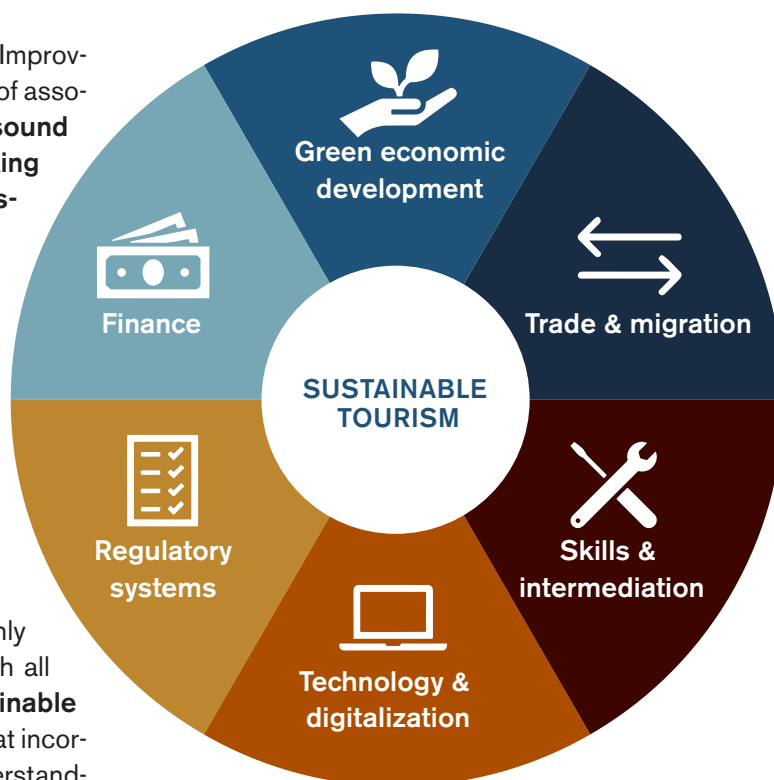 Improv-
of asso-
sound
ing
s-
Green economic
development
Trade & migration
Finance
SUSTAINABLE
TOURISM
Skills &
intermediation
Regulatory
systems
Technology &
digitalization
nly
h all
inable
at incor-
erstand-